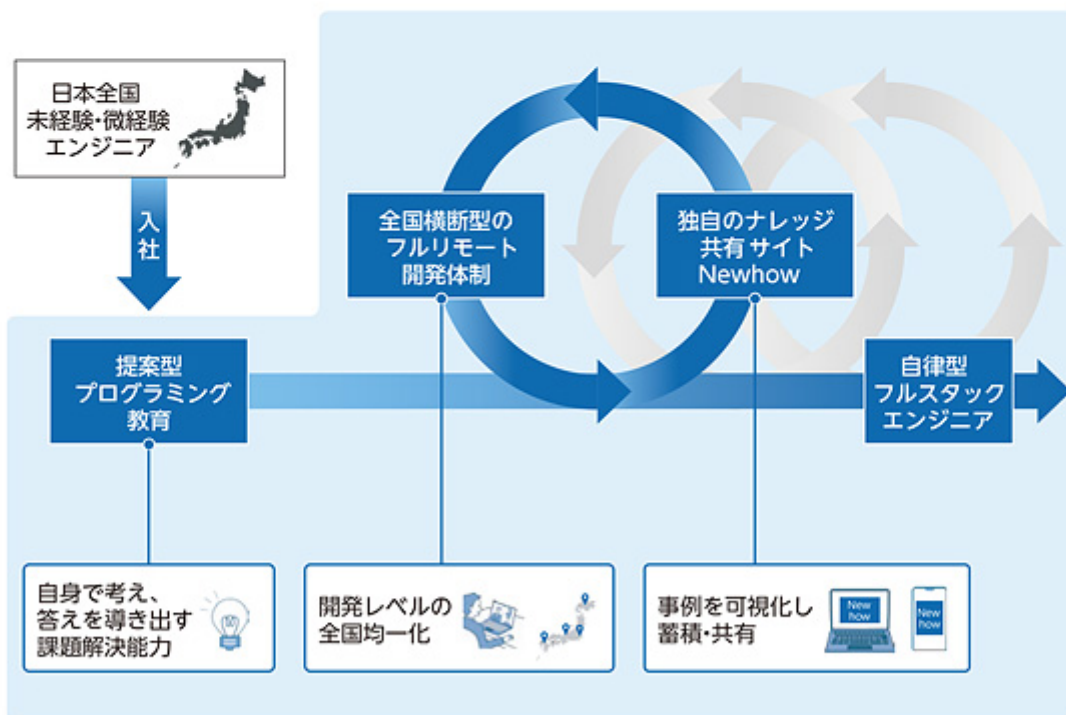 日本全国
未経験・微経験
エンジニア
入社
全国横断型の
フルリモート
開発体制
独自のナレッジ
共有サイト
Newhow
提案型
プログラミング
教育
自律型
フルスタック
エンジニア
自身で考え、
答えを導き出す
課題解決能力
開発レベルの
全国均一化
事例を可視化し
蓄積・共有
New
how
New
how